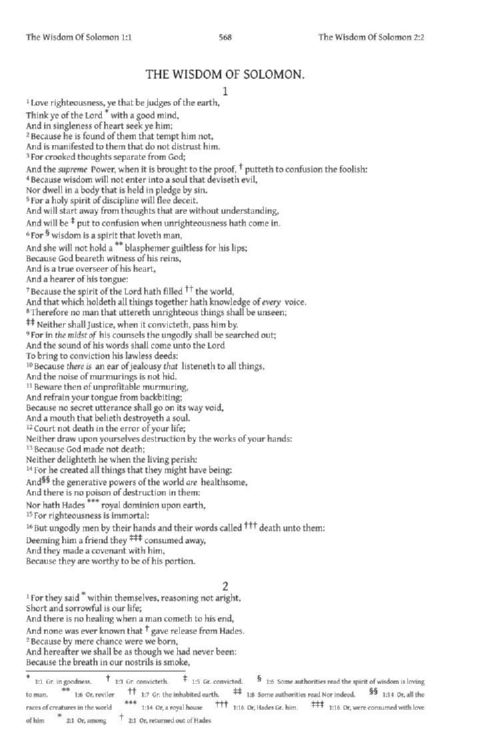 The Wisdom Of Solomon 1:1 568 The Wisdom Of Solomon 2:2
THE WISDOM OF SOLOMON.
1
1 Love righteousness, ye that be judges of the earth,
Think ye of the Lord * with a good mind,
And in singleness of heart seek ye him;
2 Because he is found of them that tempt him not,
And is manifested to them that do not distrust him.
3 For crooked thoughts separate from God;
And the supreme Power, when it is brought to the proof, † putteth to confusion the foolish:
4 Because wisdom will not enter into a soul that deviseth evil,
Nor dwell in a body that is held in pledge by sin.
5 For a holy spirit of discipline will flee deceit,
And will start away from thoughts that are without understanding,
And will be ‡ put to confusion when unrighteousness hath come in.
6 For § wisdom is a spirit that loveth man,
And she will not hold a ** blasphemer guiltless for his lips;
Because God beareth witness of his reins,
And is a true overseer of his heart,
And a hearer of his tongue:
7 Because the spirit of the Lord hath filled †† the world,
And that which holdeth all things together hath knowledge of every voice.
8 Therefore no man that uttereth unrighteous things shall be unseen;
‡‡ Neither shall Justice, when it convicteth, pass him by.
9 For in the midst of his counsels the ungodly shall be searched out;
And the sound of his words shall come unto the Lord
To bring to conviction his lawless deeds:
10 Because there is an ear of jealousy that listeneth to all things,
And the noise of murmurings is not hid.
11 Beware then of unprofitable murmuring,
And refrain your tongue from backbiting;
Because no secret utterance shall go on its way void,
And a mouth that belieth destroyeth a soul.
12 Court not death in the error of your life;
Neither draw upon yourselves destruction by the works of your hands:
13 Because God made not death;
Neither delighteth he when the living perish:
14 For he created all things that they might have being:
And §§ the generative powers of the world are healthsome,
And there is no poison of destruction in them:
Nor hath Hades *** royal dominion upon earth,
15 For righteousness is immortal:
16 But ungodly men by their hands and their words called ††† death unto them:
Deeming him a friend they ‡‡‡ consumed away,
And they made a covenant with him,
Because they are worthy to be of his portion.
2
1 For they said * within themselves, reasoning not aright,
Short and sorrowful is our life;
And there is no healing when a man cometh to his end,
And none was ever known that † gave release from Hades.
2 Because by mere chance were we born,
And hereafter we shall be as though we had never been:
Because the breath in our nostrils is smoke,
* 1:1 Gr. in goodness. † 1:3 Gr. convicteth. ‡ 1:5 Gr. convicted. § 1:6 Some authorities read the spirit of wisdom is loving
to man. ** 1:6 Or, reviler †† 1:7 Gr. the inhabited earth. ‡‡ 1:8 Some authorities read Nor indeed. §§ 1:14 Or, all the
races of creatures in the world *** 1:14 Or, a royal house ††† 1:16 Or, Hades Gr. him. ‡‡‡ 1:16 Or, were consumed with love
of him * 2:1 Or, among † 2:1 Or, returned out of Hades